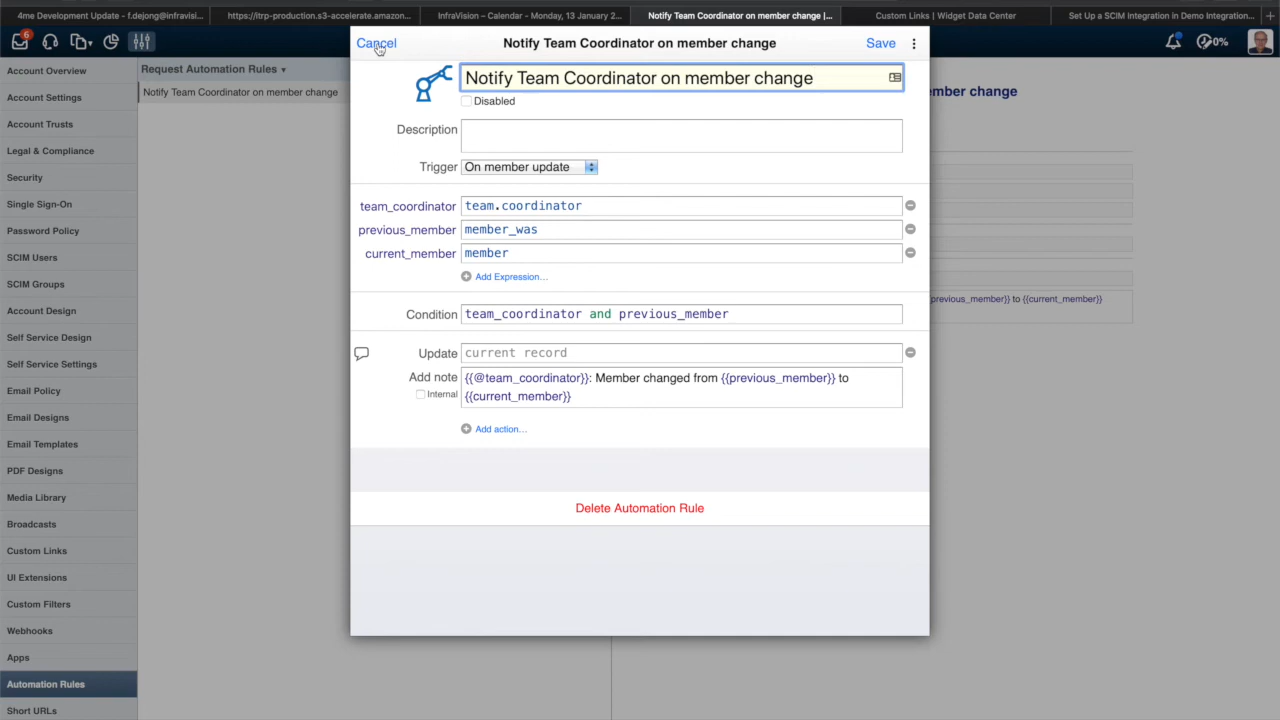 4me Development Update - f.dejong@infravisi...
https://itrp-production.s3-accelerate.amazon...
InfraVision – Calendar - Monday, 13 January 2...
Notify Team Coordinator on member change |...
Custom Links | Widget Data Center
Set Up a SCIM Integration in Demo Integration...
6
0%
Cancel
Notify Team Coordinator on member change
Save
Account Overview
Account Settings
Account Trusts
Legal & Compliance
Security
Single Sign-On
Password Policy
SCIM Users
SCIM Groups
Account Design
Self Service Design
Self Service Settings
Email Policy
Email Designs
Email Templates
PDF Designs
Media Library
Broadcasts
Custom Links
UI Extensions
Custom Filters
Webhooks
Apps
Automation Rules
Short URLs
Request Automation Rules
Notify Team Coordinator on member change
Notify Team Coordinator on member change
Disabled
Description
Trigger On member update
team_coordinator team.coordinator
previous_member member_was
current_member member
Add Expression...
Condition team_coordinator and previous_member
Update current record
Add note {{@team_coordinator}}: Member changed from {{previous_member}} to
Internal {{current_member}}
Add action...
Delete Automation Rule
ember change
previous_member}} to {{current_member}}